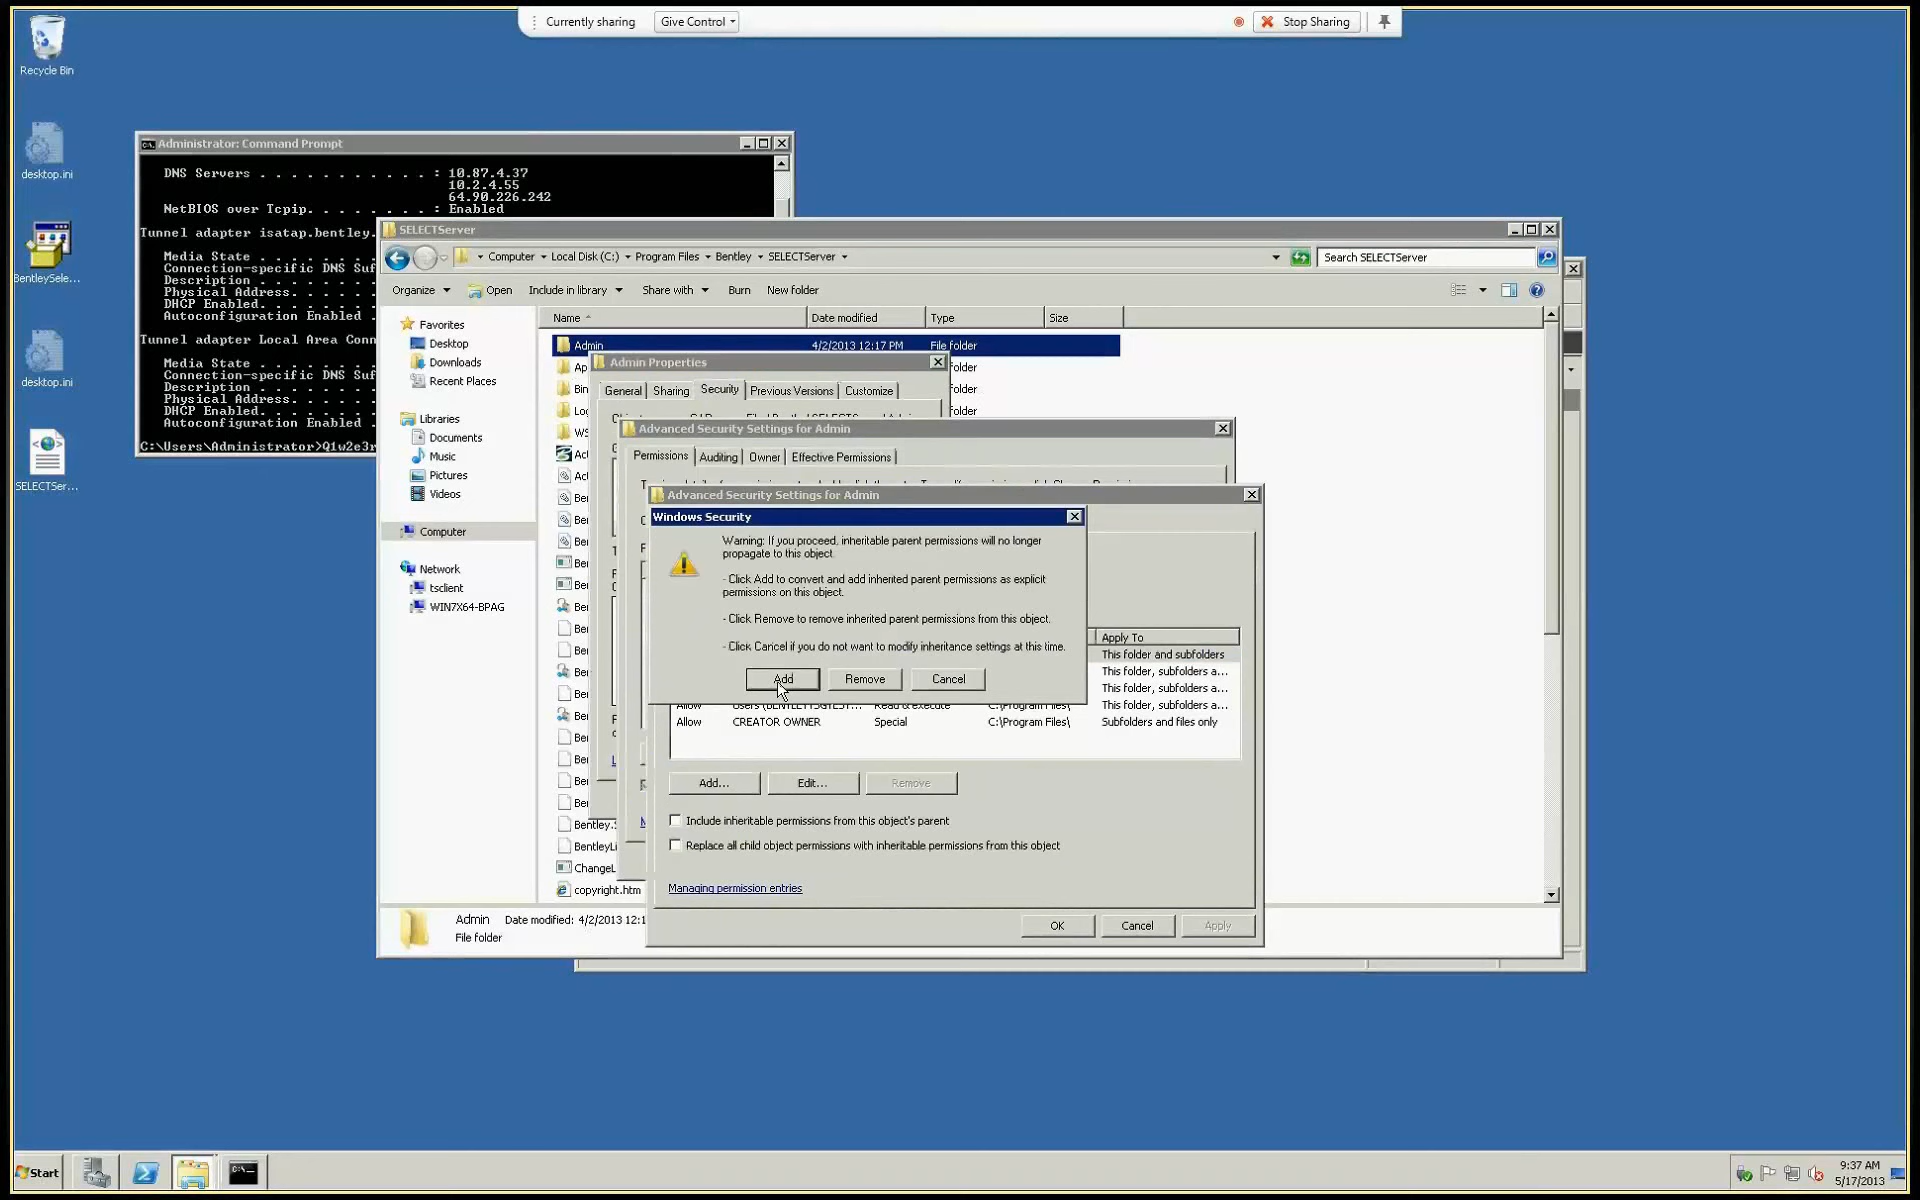 Currently sharing
Give Control
Stop Sharing
Recycle Bin
desktop.ini
BentleySele...
desktop.ini
SELECTSer...
Administrator: Command Prompt
DNS Servers . . . . . . . . . . . : 10.87.4.37
10.2.4.55
64.90.226.242
NetBIOS over Tcpip. . . . . . . . : Enabled
Tunnel adapter isatap.bentley.
Media State
Connection-specific DNS Suf
Description . . . . . . . .
Physical Address. . . . . . .
DHCP Enabled. . . . . . . .
Autoconfiguration Enabled .
Tunnel adapter Local Area Conn
Media State . . . . . . . .
Connection-specific DNS Suf
Description . . . . . . . .
Physical Address. . . . . . .
DHCP Enabled. . . . . . . .
Autoconfiguration Enabled .
C:\Users\Administrator>Q1w2e3r
SELECTServer
Computer
Local Disk (C:)
Program Files
Bentley
SELECTServer
Search SELECTServer
Organize
Open
Include in library
Share with
Burn
New folder
Favorites
Desktop
Downloads
Recent Places
Libraries
Documents
Music
Pictures
Videos
Computer
Network
tsclient
WIN7X64-BPAG
Name
Date modified
Type
Size
Admin 4/2/2013 12:17 PM File folder
Admin Properties
General
Sharing
Security
Previous Versions
Customize
Advanced Security Settings for Admin
Permissions
Auditing
Owner
Effective Permissions
Advanced Security Settings for Admin
Windows Security
Warning: If you proceed, inheritable parent permissions will no longer
propagate to this object.
- Click Add to convert and add inherited parent permissions as explicit
permissions on this object.
- Click Remove to remove inherited parent permissions from this object.
- Click Cancel if you do not want to modify inheritance settings at this time.
Add
Remove
Cancel
Apply To
This folder and subfolders
This folder, subfolders a...
This folder, subfolders a...
This folder, subfolders a...
Allow CREATOR OWNER Special C:\Program Files\ Subfolders and files only
Add...
Edit...
Remove
Include inheritable permissions from this object's parent
Replace all child object permissions with inheritable permissions from this object
Managing permission entries
OK
Cancel
Apply
BentleyLi
ChangeL
copyright.htm
Admin Date modified: 4/2/2013 12:1
File folder
Start
9:37 AM
5/17/2013